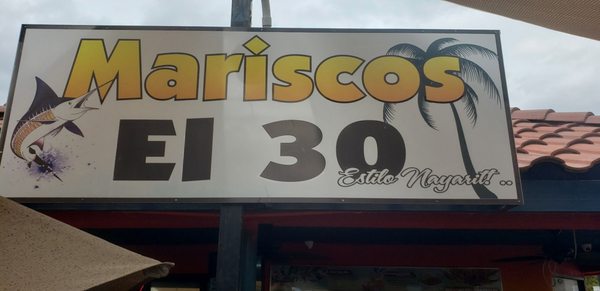 Mariscos
El 30
Estilo Nayarit! ..